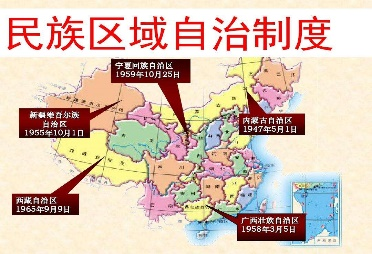 民族区域自治制度
宁夏回族自治区
1959年10月25日
新疆维吾尔族
自治区
1955年10月1日
内蒙古自治区
1947年5月1日
西藏自治区
1965年9月9日
广西壮族自治区
1958年3月5日